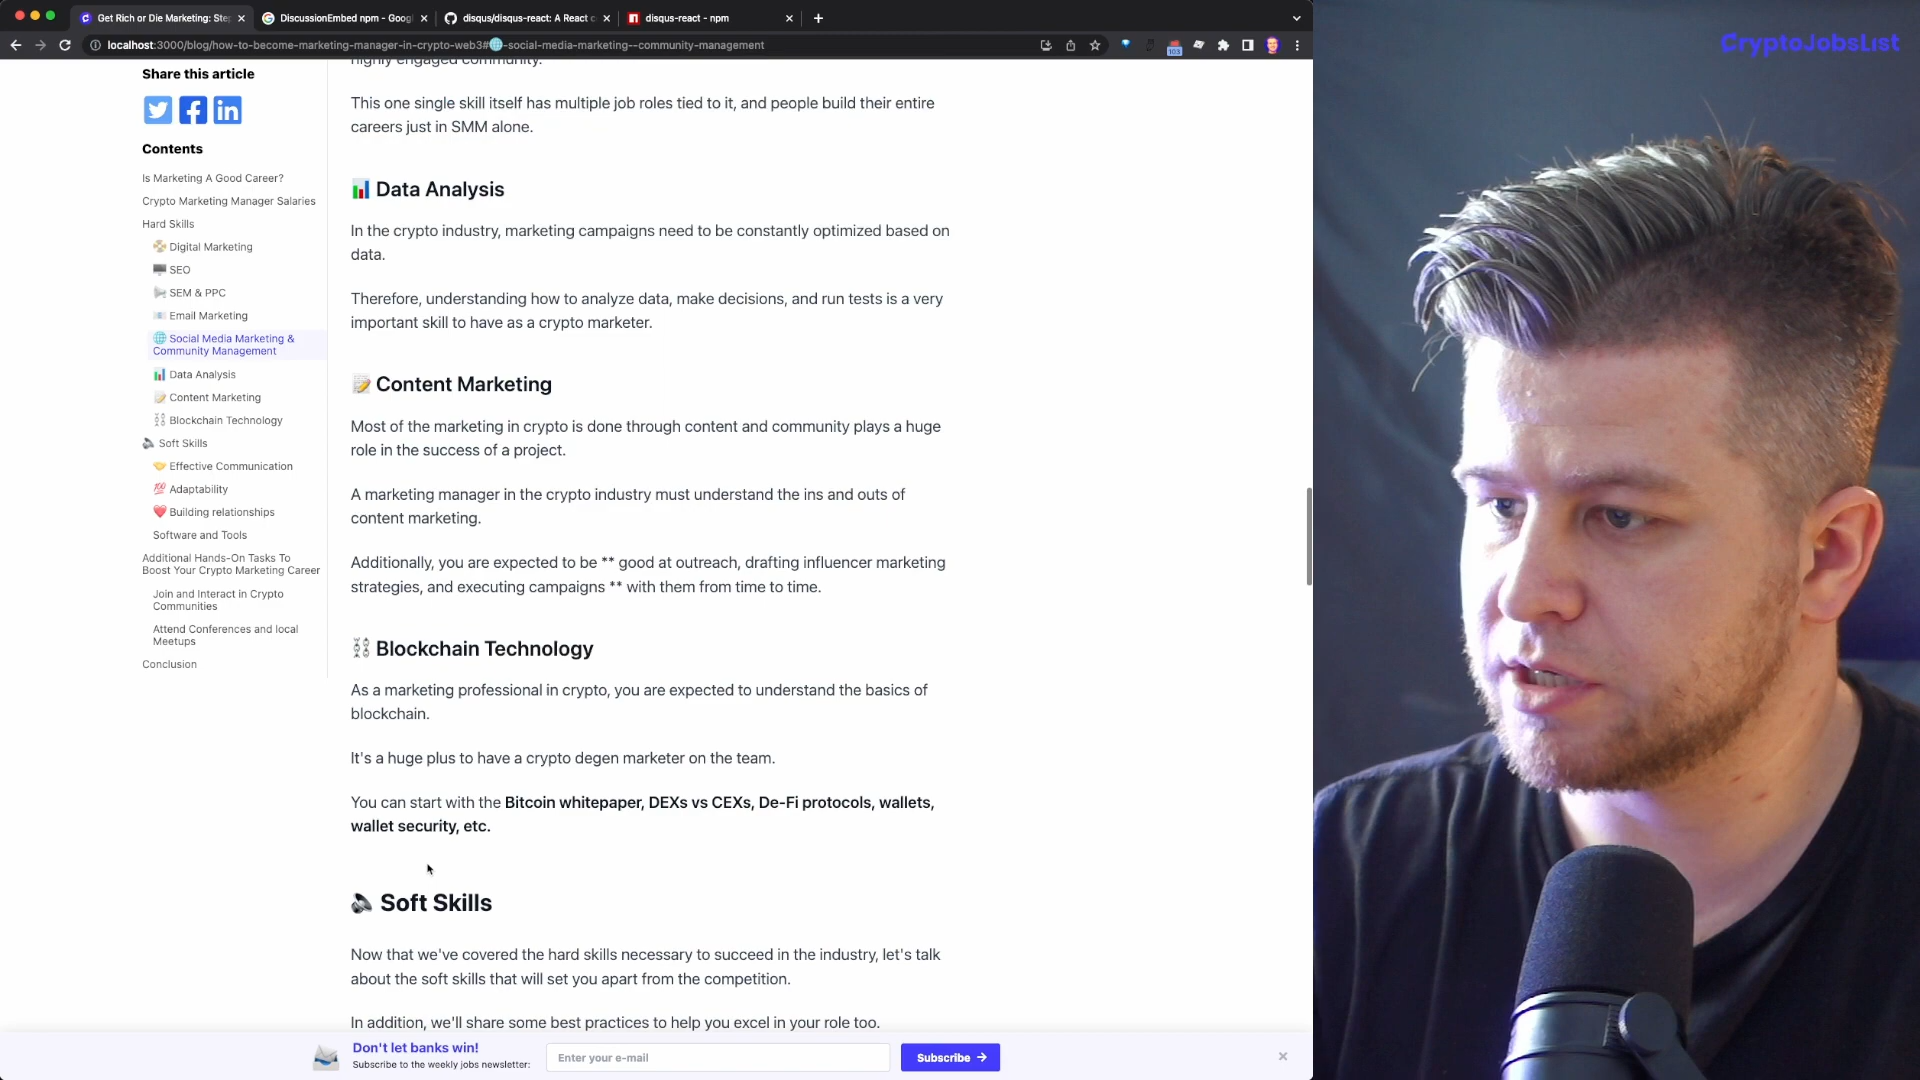 Get Rich or Die Marketing: Ste
DiscussionEmbed npm - Goog
disqus/disqus-react: A React c
disqus-react - npm
localhost:3000/blog/how-to-become-marketing-manager-in-crypto-web3#🌐-social-media-marketing--community-management
103
CryptoJobsList
Share this article
Contents
Is Marketing A Good Career?
Crypto Marketing Manager Salaries
Hard Skills
Digital Marketing
SEO
SEM & PPC
Email Marketing
Social Media Marketing &
Community Management
Data Analysis
Content Marketing
Blockchain Technology
Soft Skills
Effective Communication
Adaptability
Building relationships
Software and Tools
Additional Hands-On Tasks To
Boost Your Crypto Marketing Career
Join and Interact in Crypto
Communities
Attend Conferences and local
Meetups
Conclusion
highly engaged community.
This one single skill itself has multiple job roles tied to it, and people build their entire
careers just in SMM alone.
Data Analysis
In the crypto industry, marketing campaigns need to be constantly optimized based on
data.
Therefore, understanding how to analyze data, make decisions, and run tests is a very
important skill to have as a crypto marketer.
Content Marketing
Most of the marketing in crypto is done through content and community plays a huge
role in the success of a project.
A marketing manager in the crypto industry must understand the ins and outs of
content marketing.
Additionally, you are expected to be ** good at outreach, drafting influencer marketing
strategies, and executing campaigns ** with them from time to time.
Blockchain Technology
As a marketing professional in crypto, you are expected to understand the basics of
blockchain.
It's a huge plus to have a crypto degen marketer on the team.
You can start with the Bitcoin whitepaper, DEXs vs CEXs, De-Fi protocols, wallets,
wallet security, etc.
Soft Skills
Now that we've covered the hard skills necessary to succeed in the industry, let's talk
about the soft skills that will set you apart from the competition.
In addition, we'll share some best practices to help you excel in your role too.
Don't let banks win!
Subscribe to the weekly jobs newsletter:
Enter your e-mail
Subscribe →